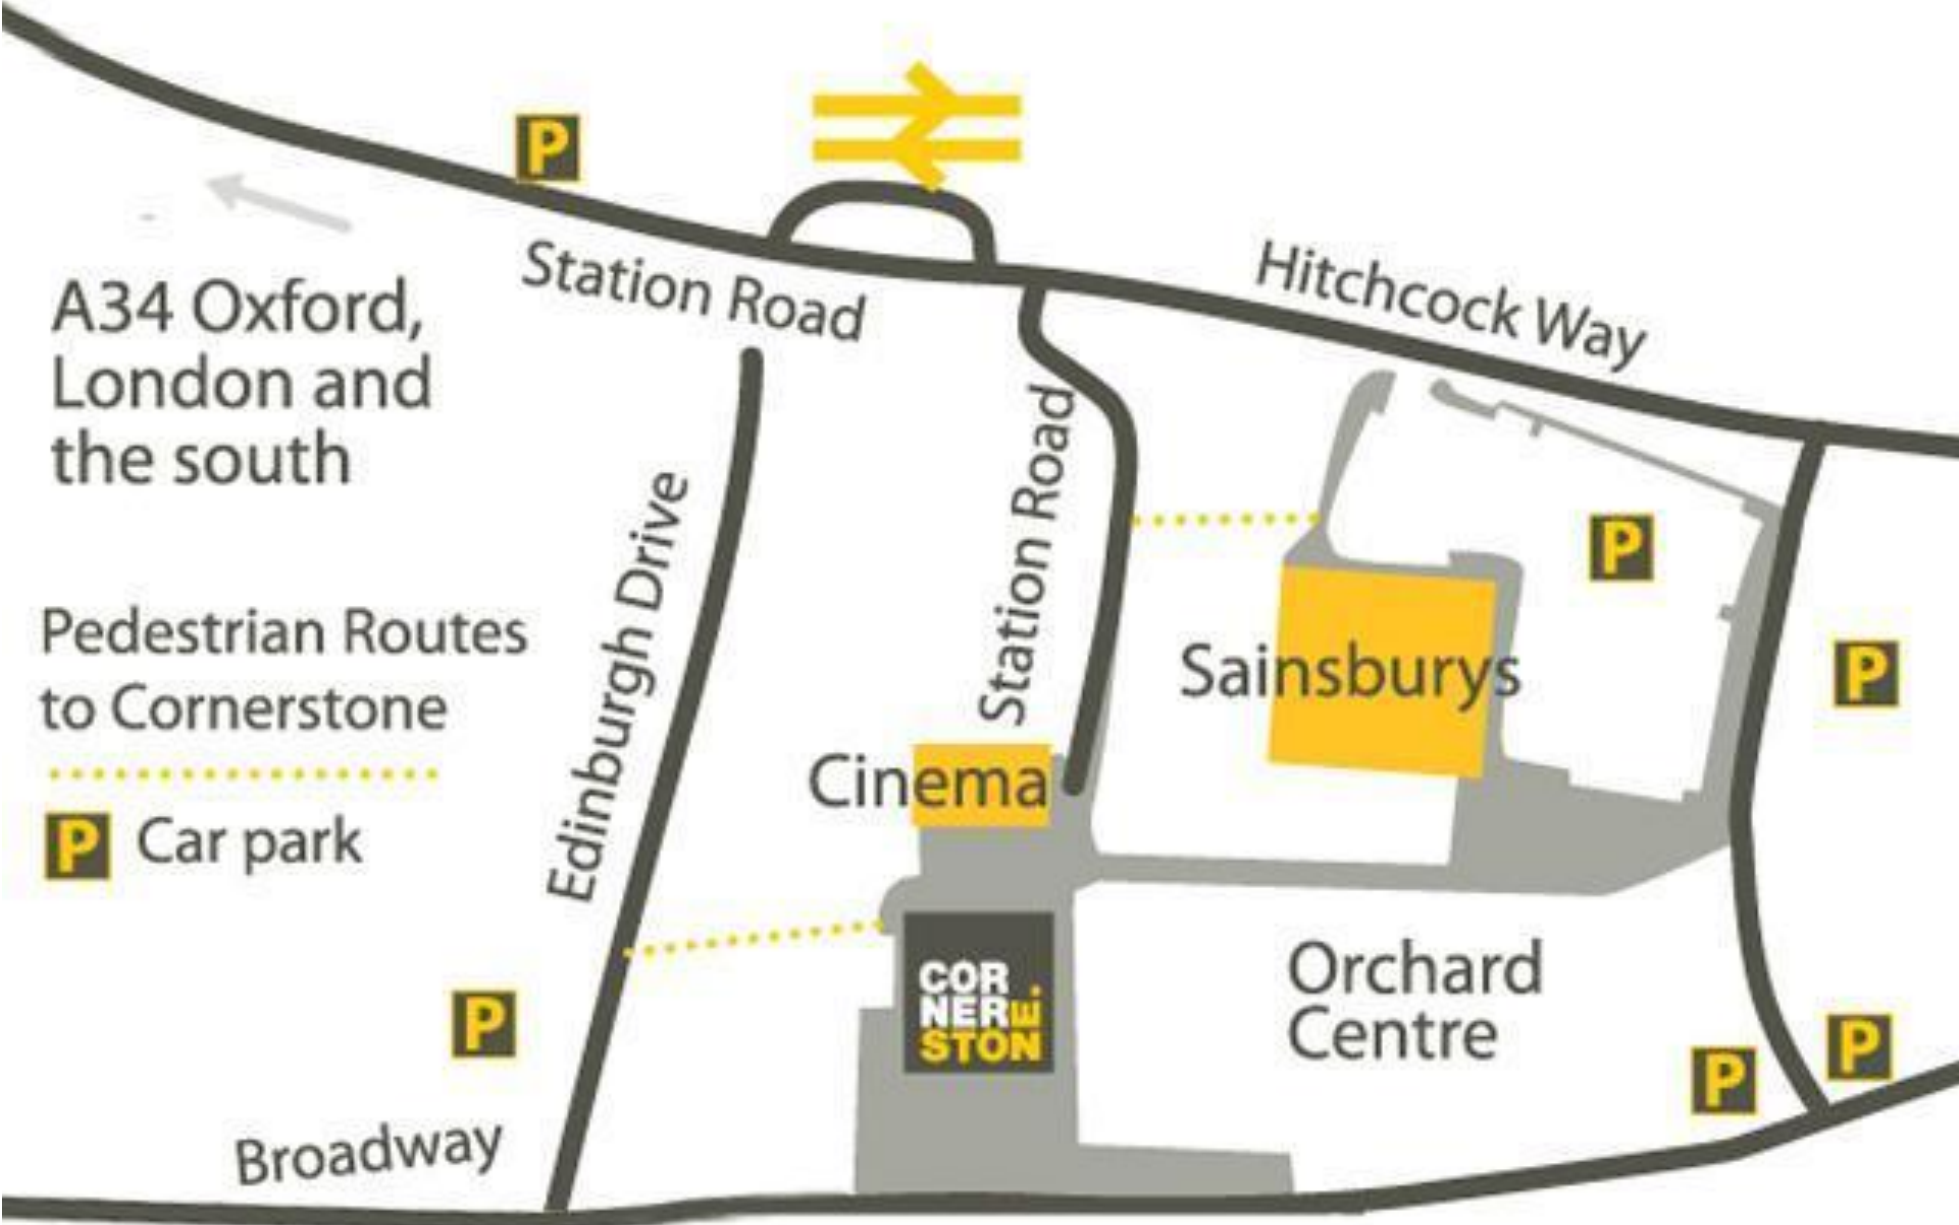 P
Station Road
Hitchcock Way
A34 Oxford,
London and
the south
Station Road
Edinburgh Drive
P
Sainsburys
P
Pedestrian Routes
to Cornerstone
Cinema
P Car park
COR
NERE.
STON
Orchard
Centre
P
P
P
Broadway